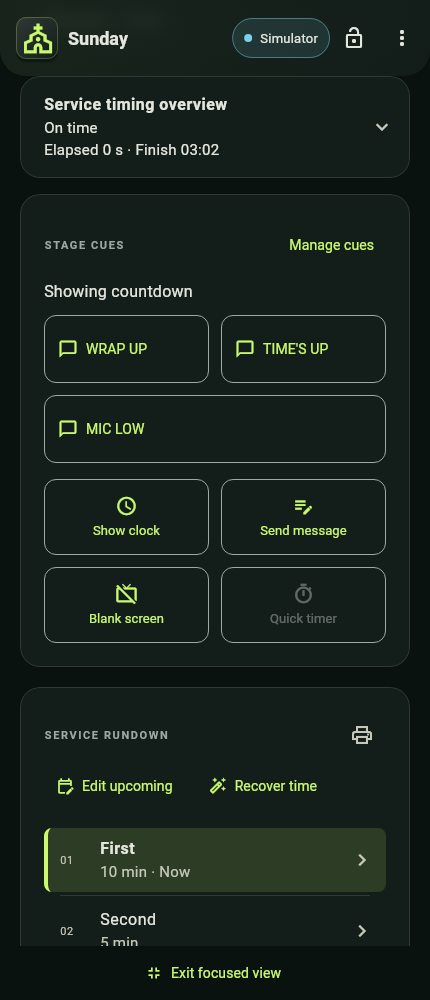 Sunday
Simulator
Service timing overview
On time
Elapsed 0 s · Finish 03:02
STAGE CUES
Manage cues
Showing countdown
WRAP UP
TIME'S UP
MIC LOW
Show clock
Send message
Blank screen
Quick timer
SERVICE RUNDOWN
Edit upcoming
Recover time
01
First
10 min · Now
02
Second
5 min
Exit focused view